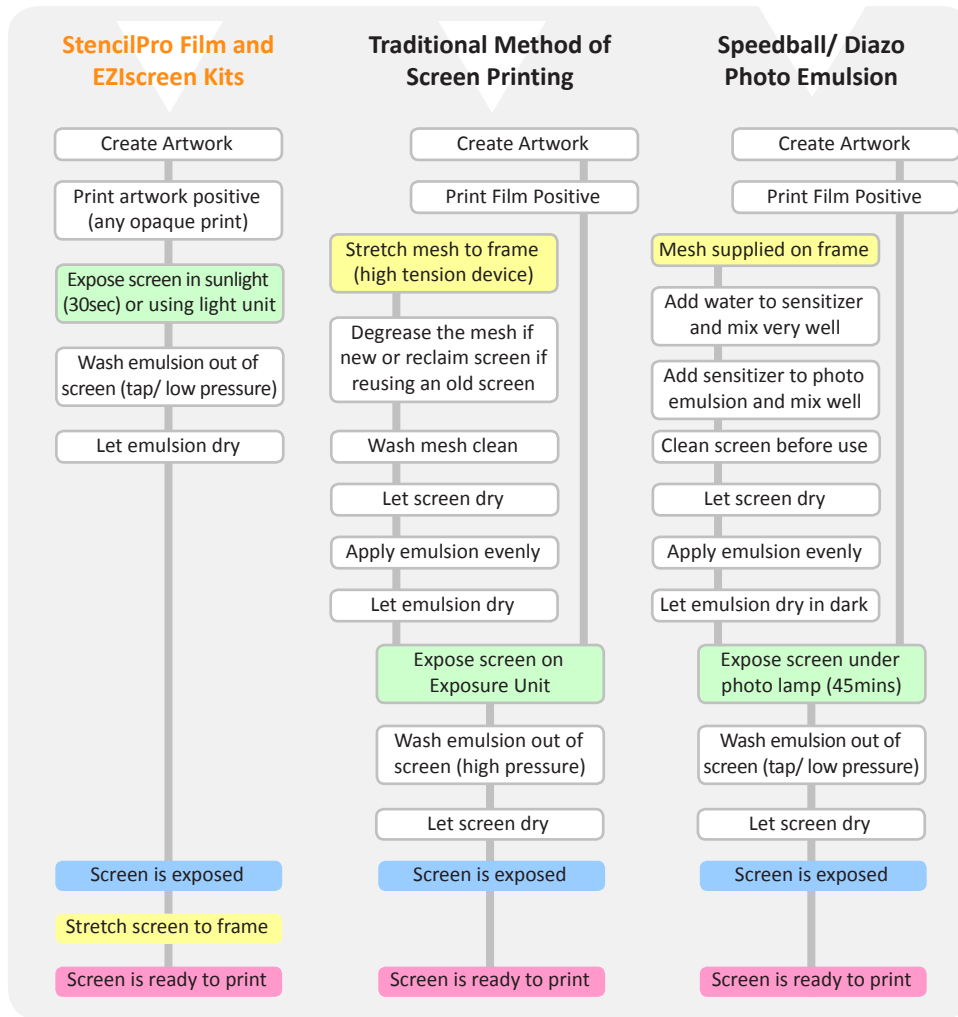 StencilPro Film and
EZIscreen Kits
Create Artwork
Print artwork positive
(any opaque print)
Expose screen in sunlight
(30sec) or using light unit
Wash emulsion out of
screen (tap/ low pressure)
Let emulsion dry
Screen is exposed
Stretch screen to frame
Screen is ready to print
Traditional Method of
Screen Printing
Create Artwork
Print Film Positive
Stretch mesh to frame
(high tension device)
Degrease the mesh if
new or reclaim screen if
reusing an old screen
Wash mesh clean
Let screen dry
Apply emulsion evenly
Let emulsion dry
Expose screen on
Exposure Unit
Wash emulsion out of
screen (high pressure)
Let screen dry
Screen is exposed
Screen is ready to print
Speedball/ Diazo
Photo Emulsion
Create Artwork
Print Film Positive
Mesh supplied on frame
Add water to sensitizer
and mix very well
Add sensitizer to photo
emulsion and mix well
Clean screen before use
Let screen dry
Apply emulsion evenly
Let emulsion dry in dark
Expose screen under
photo lamp (45mins)
Wash emulsion out of
screen (tap/ low pressure)
Let screen dry
Screen is exposed
Screen is ready to print